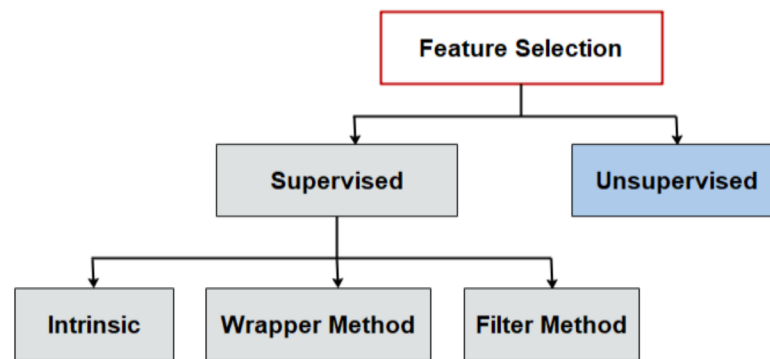 Feature Selection
Supervised
Unsupervised
Intrinsic
Wrapper Method
Filter Method